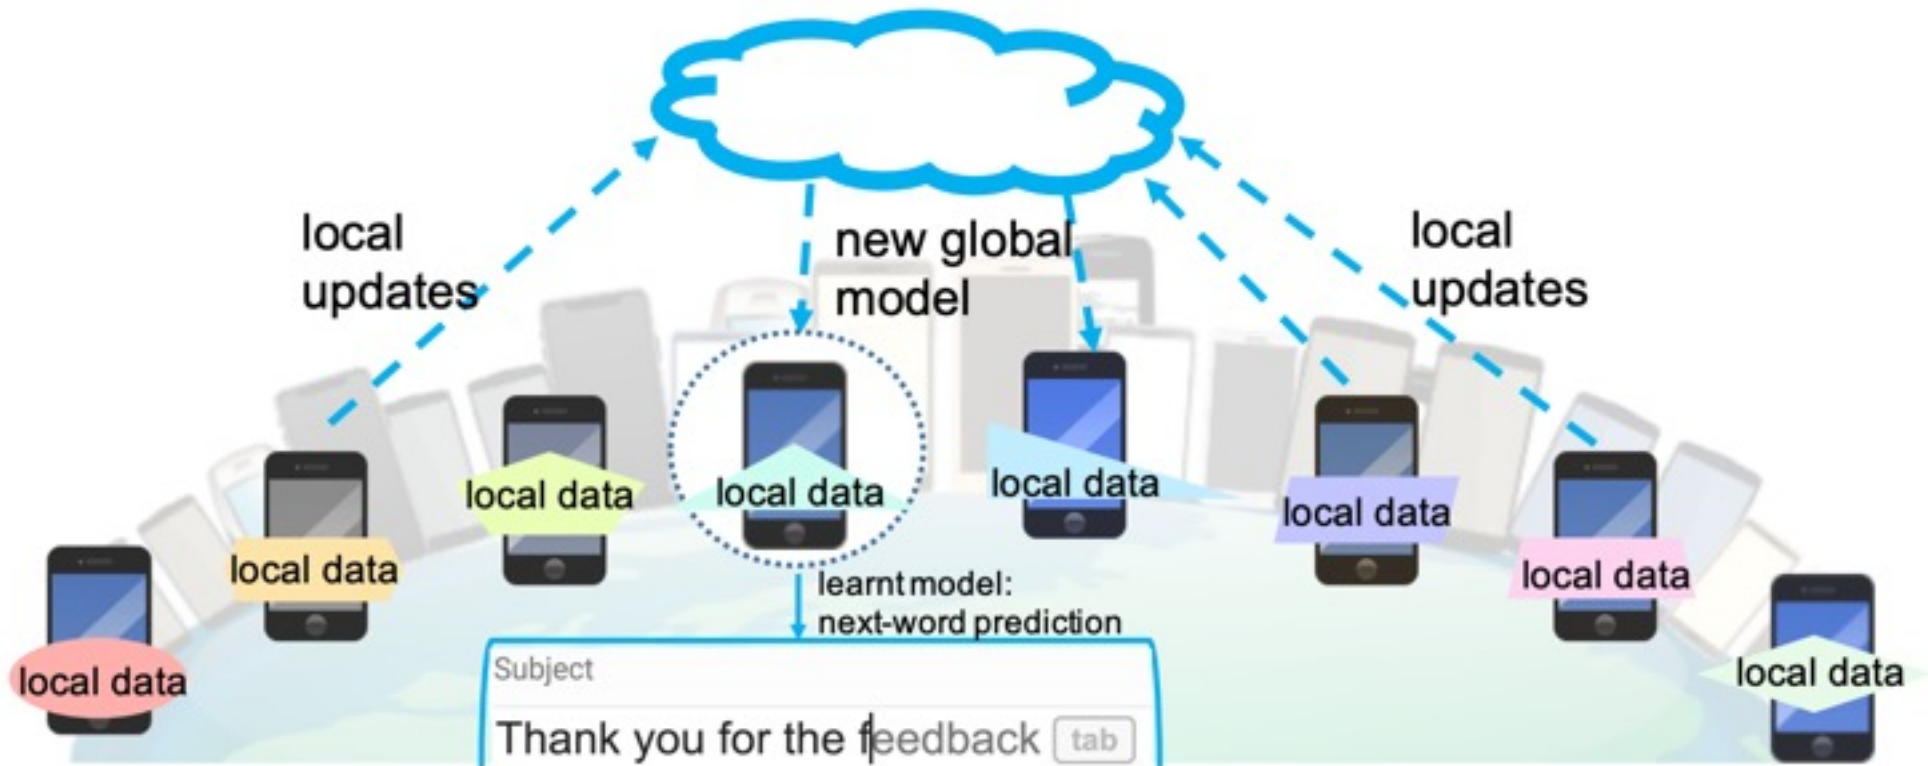 local
updates
new global
model
local
updates
local data
local data
local data
local data
local data
local data
local data
local data
learnt model:
next-word prediction
Subject
Thank you for the feedback tab